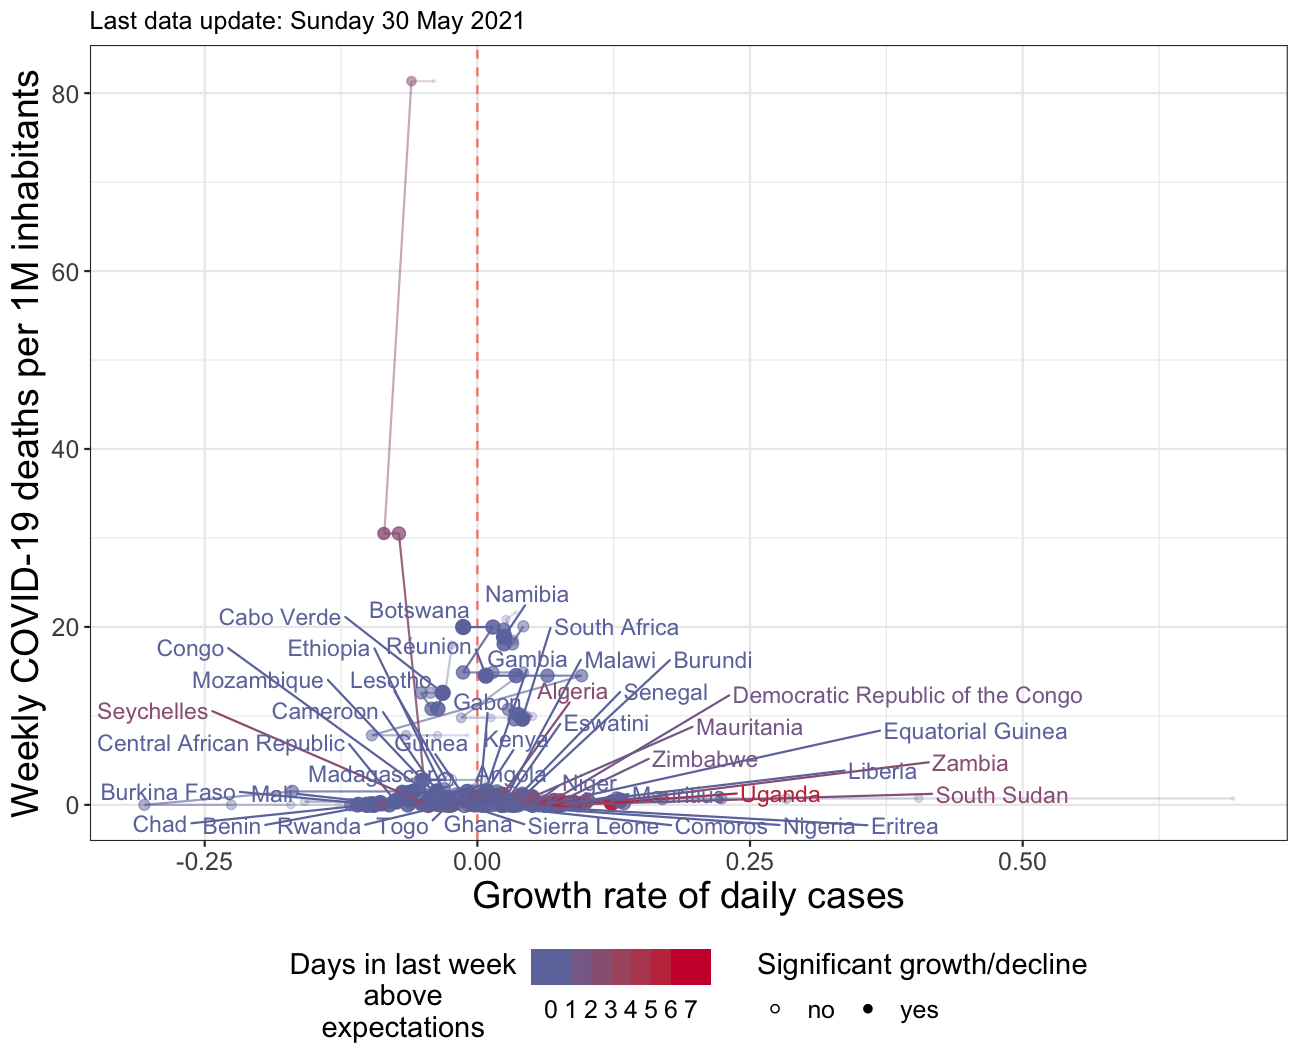 Last data update: Sunday 30 May 2021
Weekly COVID-19 deaths per 1M inhabitants
80
60
40
20
0
Namibia
Botswana
Cabo Verde
South Africa
Congo
Ethiopia
Réunion
Gambia
Malawi
Burundi
Mozambique
Lesotho
Algeria
Senegal
Democratic Republic of the Congo
Gabon
Seychelles
Cameroon
Eswatini
Mauritania
Equatorial Guinea
Central African Republic
Guinea
Kenya
Zimbabwe
Zambia
Madagascar
Angola
Liberia
Niger
Burkina Faso
Mali
Mauritius
Uganda
South Sudan
Chad
Benin
Rwanda
Togo
Ghana
Sierra Leone
Comoros
Nigeria
Eritrea
-0.25
0.00
0.25
0.50
Growth rate of daily cases
Days in last week
above
expectations
0 1 2 3 4 5 6 7
Significant growth/decline
no
yes